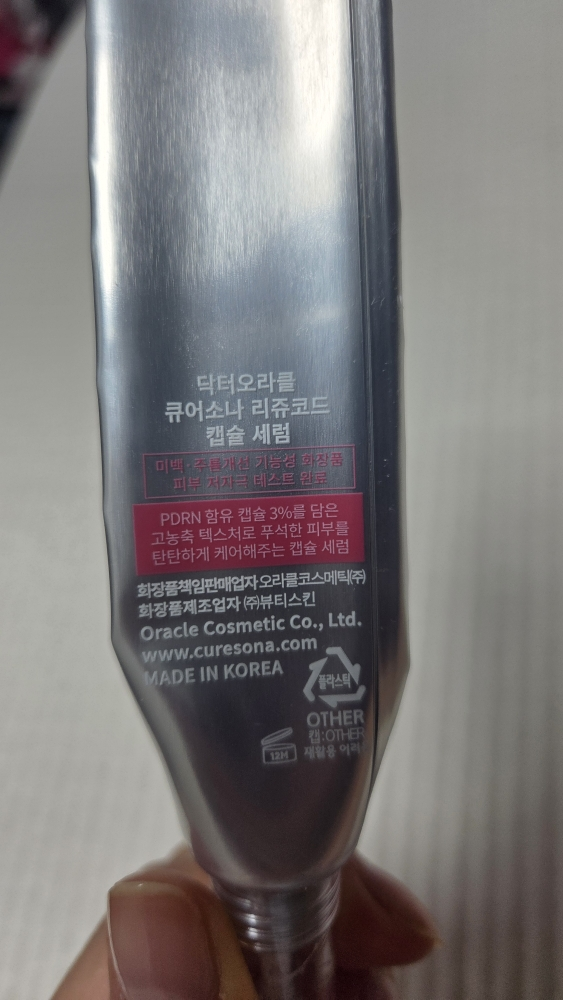 닥터오라클
큐어소나 리쥬코드
캡슐 세럼
미백·주름개선 기능성 화장품
피부 저자극 테스트 완료
PDRN 함유 캡슐 3%를 담은
고농축 텍스처로 푸석한 피부를
탄탄하게 케어해주는 캡슐 세럼
화장품책임판매업자 오라클코스메틱(주)
화장품제조업자 (주)뷰티스킨
Oracle Cosmetic Co., Ltd.
www.curesona.com
MADE IN KOREA
플라스틱
OTHER
캡:OTHER
재활용 어려움
12M